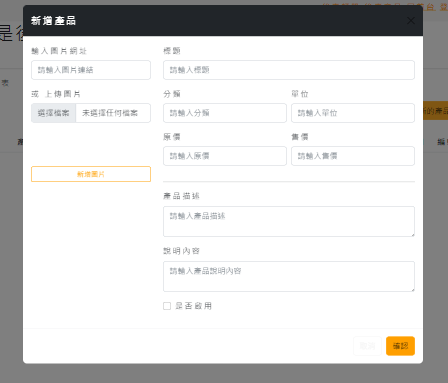 新增產品
輸入圖片網址
請輸入圖片連結
或 上傳圖片
選擇檔案 未選擇任何檔案
新增圖片
標題
請輸入標題
分類 單位
請輸入分類 請輸入單位
原價 售價
請輸入原價 請輸入售價
產品描述
請輸入產品描述
說明內容
請輸入產品說明內容
是否啟用
取消 確認